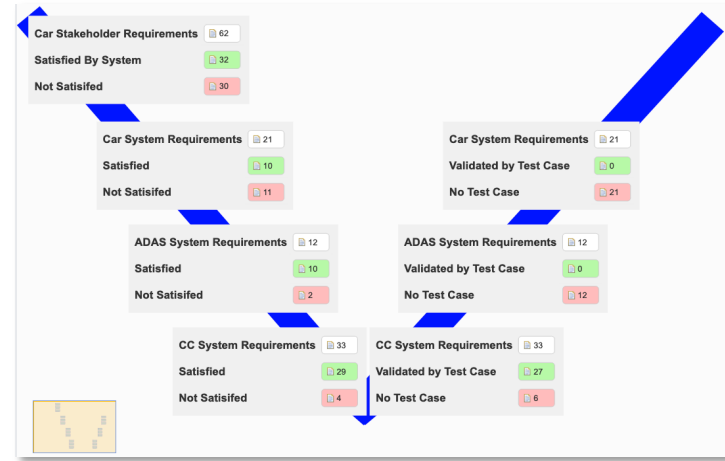 Car Stakeholder Requirements 62
Satisfied By System 32
Not Satisifed 30
Car System Requirements 21
Satisfied 10
Not Satisifed 11
Car System Requirements 21
Validated by Test Case 0
No Test Case 21
ADAS System Requirements 12
Satisfied 10
Not Satisifed 2
ADAS System Requirements 12
Validated by Test Case 0
No Test Case 12
CC System Requirements 33
Satisfied 29
Not Satisifed 4
CC System Requirements 33
Validated by Test Case 27
No Test Case 6